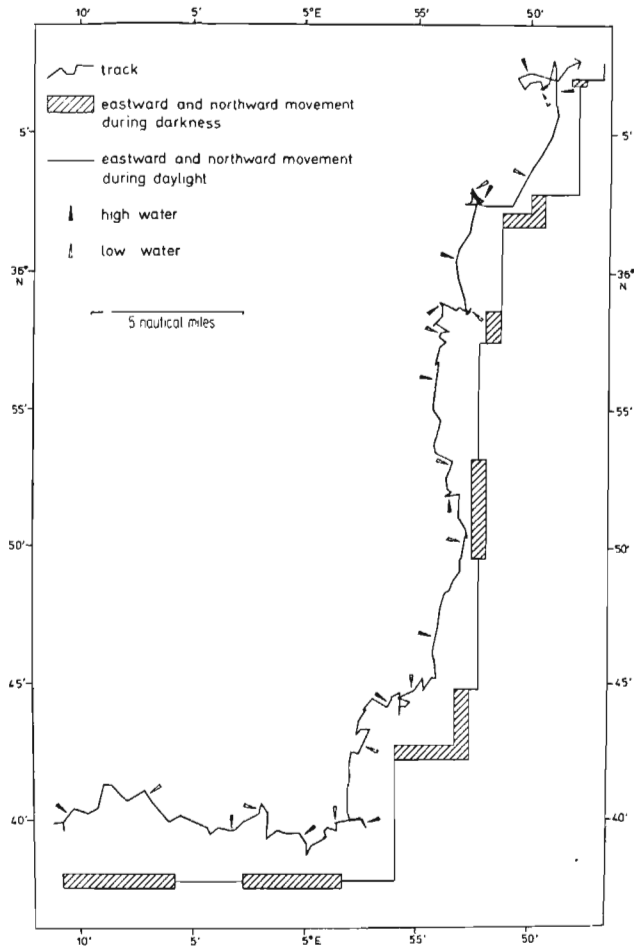 10' 5' 5°E 55' 50'
track
eastward and northward movement
during darkness
5' 5'
eastward and northward movement
during daylight
high water
low water
36°
N
36°
N
5 nautical miles
55' 55'
50' 50'
45' 45'
40' 40'
10' 5' 5°E 55' 50'